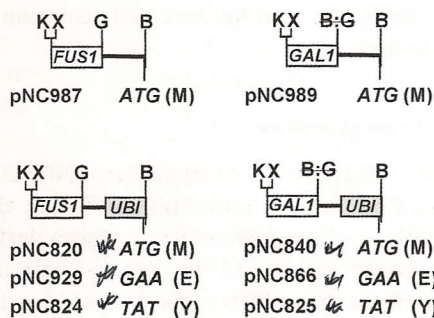 KX G B
FUS1
pNC987 ATG (M)
KX B:G B
GAL1
pNC989 ATG (M)
KX G B
FUS1 UBI
pNC820 ATG (M)
pNC929 GAA (E)
pNC824 TAT (Y)
KX B:G B
GAL1 UBI
pNC840 ATG (M)
pNC866 GAA (E)
pNC825 TAT (Y)